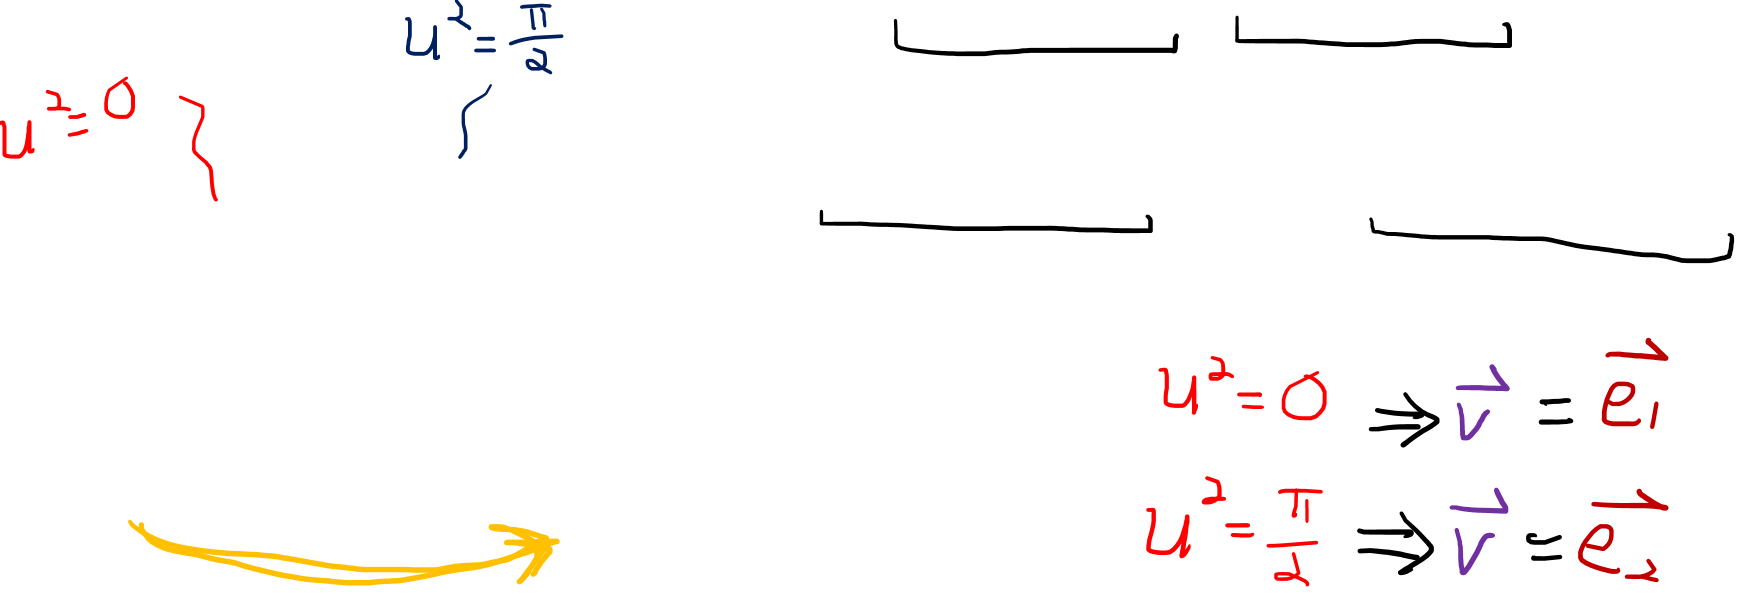 u² = π/2
u² = 0
u² = 0 ⇒ v⃗ = e⃗₁
u² = π/2 ⇒ v⃗ = e⃗₂